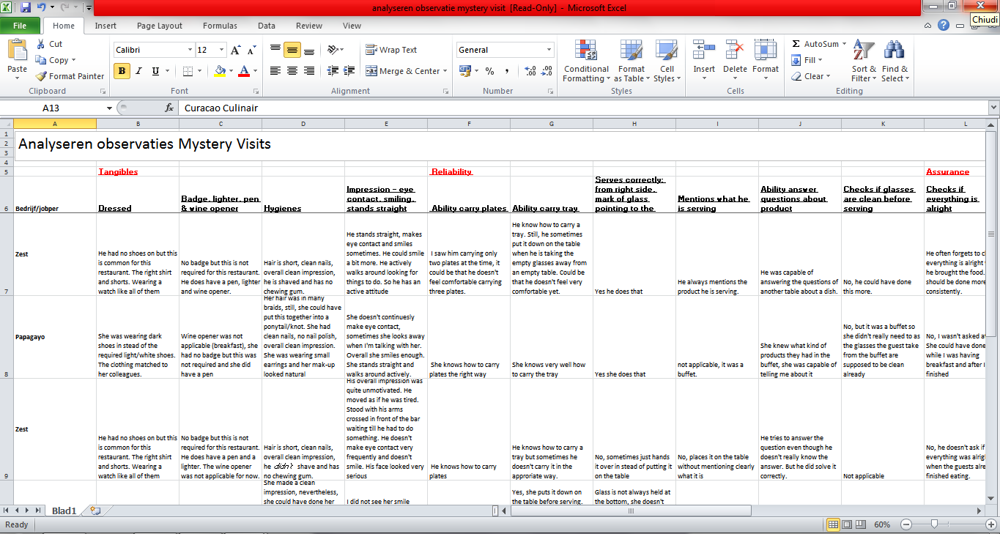 analyseren observatie mystery visit [Read-Only] - Microsoft Excel
Chiudi
File Home Insert Page Layout Formulas Data Review View
Paste
Cut
Copy
Format Painter
Clipboard
Calibri 12
B I U
Font
Wrap Text
Merge & Center
Alignment
General
Number
Conditional Formatting
Format as Table
Cell Styles
Styles
Insert Delete Format
Cells
AutoSum
Fill
Clear
Sort & Filter
Find & Select
Editing
A13 fx Curacao Culinair
A B C D E F G H I J K L
1
2
3
Analyseren observaties Mystery Visits
4
5
Tangibles
Reliability
Assurance
6
Bedrijf/jobper
Dressed
Badge, lighter, pen
& wine opener
Hygienes
Impression – eye
contact, smiling,
stands straight
Ability carry plates
Ability carry tray
Serves correctly:
from right side,
mark of glass
pointing to the
Mentions what he
is serving
Ability answer
questions about
product
Checks if glasses
are clean before
serving
Checks if
everything is
alright
7
Zest
He had no shoes on but this
is common for this
restaurant. The right shirt
and shorts. Wearing a
watch like all of them
No badge but this is not
required for this restaurant.
He does have a pen, lighter
and wine opener.
Hair is short, clean nails,
overall clean impression,
he is shaved and has no
chewing gum.
He stands straight, makes
eye contact and smiles
sometimes. He could smile
a bit more. He actively
walks around looking for
things to do. So he has an
active attitude
I saw him carrying only
two plates at the time, it
could be that he doesn't
feel comfortable carrying
three plates.
He know how to carry a
tray. Still, he sometimes
put it down on the table
when he is taking the
empty glasses away from
an empty table. Could be
that he doesn't feel very
comfortable yet.
Yes he does that
He always mentions the
product he is serving.
He was capable of
answering the questions of
another table about a dish.
No, he could have done
this more.
He often forgets to
everything is alright
he brought the food.
should be done more
consistently.
8
Papagayo
She was wearing dark
shoes in stead of the
required light/white shoes.
The clothing matched to
her colleagues.
Wine opener was not
applicable (breakfast), she
had no badge but this was
not required and she did
have a pen
Her hair was in many
braids, still, she could have
put this together into a
ponytail/knot. She had
clean nails, no nail polish,
overall clean impression.
She was wearing small
earrings and her mak-up
looked natural
She doesn't continuesly
make eye contact,
sometimes she looks away
when I'm talking with her.
Overall she smiles enough.
She stands straight and
walks around actively.
She knows how to carry
plates the right way
She knows very well how
to carry the tray
Yes she does that
not applicable, it was a
buffet.
She knew what kind of
products they had in the
buffet, she was capable of
telling me about it
No, but it was a buffet so
she didn't really need to as
the glasses the guest take
from the buffet are
supposed to be clean
already
No, I wasn't asked
She could have done
while I was having
breakfast and after I
finished
9
Zest
He had no shoes on but this
is common for this
restaurant. The right shirt
and shorts. Wearing a
watch like all of them
No badge but this is not
required for this restaurant.
He does have a pen and a
lighter. The wine opener
was not applicable for now.
Hair is short, clean nails,
overall clean impression,
he didn't shave and has
no chewing gum.
His overall impression was
quite unmotivated. He
moved as if he was tired.
Stood with his arms
crossed in front of the bar
waiting till he had to do
something. He doesn't
make eye contact very
frequently and doesn't
smile. His face looked very
serious
He knows how to carry
plates
He knows how to carry a
tray but sometimes he
doesn't carry it in the
approriate way.
No, sometimes just hands
it over in stead of putting it
on the table
No, places it on the table
without mentioning clearly
what it is
He tries to answer the
question even though he
doesn't really know the
answer. But he did solve it
correctly.
Not applicable
No, he doesn't ask if
everything was
when the guests
finished eating.
She made a clean
impression, nevertheless,
she could have done her
I did not see her smile
Yes, she puts it down on
the table before serving.
Glass is not always held at
the bottom, she doesn't
Blad1
Ready
60%